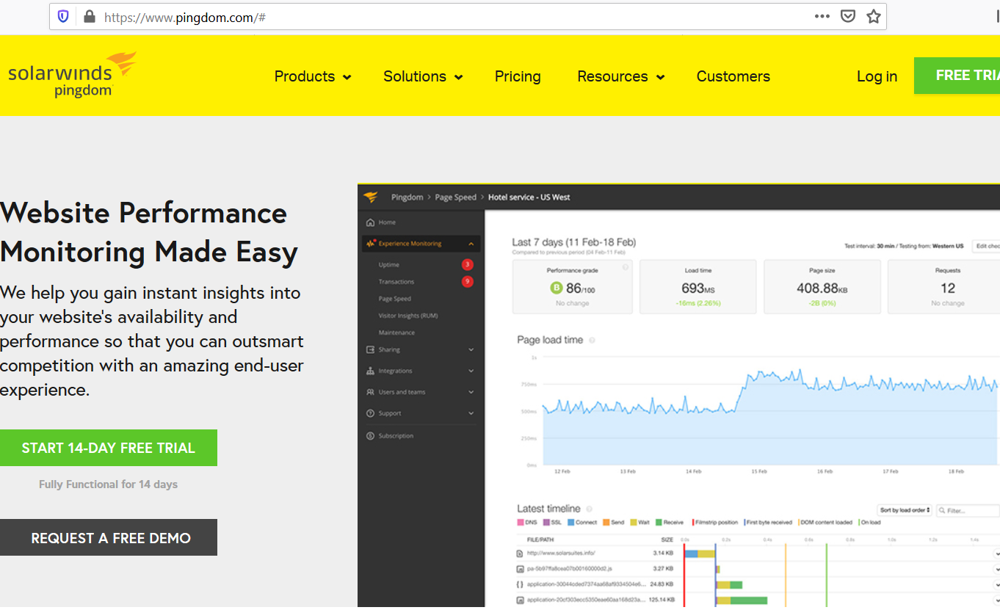 https://www.pingdom.com/#
solarwinds
pingdom
Products
Solutions
Pricing
Resources
Customers
Log in
FREE TRIA
Website Performance
Monitoring Made Easy
We help you gain instant insights into
your website's availability and
performance so that you can outsmart
competition with an amazing end-user
experience.
START 14-DAY FREE TRIAL
Fully Functional for 14 days
REQUEST A FREE DEMO
Pingdom > Page Speed > Hotel service - US West
Home
Experience Monitoring
Uptime 3
Transactions 9
Page Speed
Visitor Insights (RUM)
Maintenance
Sharing
Integrations
Users and teams
Support
Subscription
Last 7 days (11 Feb-18 Feb)
Compared to previous period (04 Feb-11 Feb)
Test interval: 30 min / Testing from: Western US
Edit chec
Performance grade
B 86/100
No change
Load time
693MS
-16ms (2.26%)
Page size
408.88KB
-2B (0%)
Requests
12
No change
Page load time
1s
750ms
500ms
250ms
0ms
12 Feb 13 Feb 14 Feb 15 Feb 16 Feb 17 Feb 18 Feb
Latest timeline
Sort by load order
Filter...
DNS SSL Connect Send Wait Receive Filmstrip position First byte received DOM content loaded On load
FILE/PATH SIZE 0.0s 0.2s 0.4s 0.6s 0.8s 1.0s 1.2s 1.4s
http://www.solarsuites.info/ 3.14 KB
3.27 KB
24.83 KB
125.14 KB